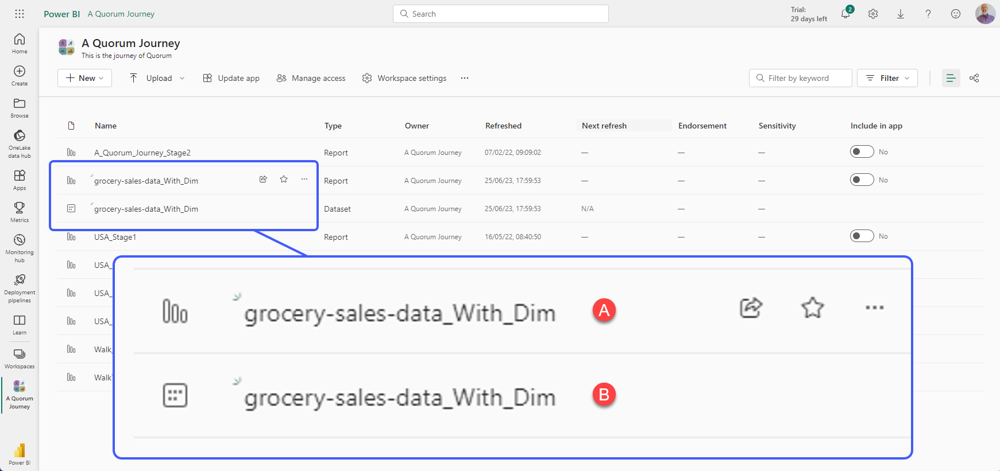 Power BI A Quorum Journey
Search
Trial:
29 days left
2
Home
Create
Browse
OneLake
data hub
Apps
Metrics
Monitoring
hub
Deployment
pipelines
Learn
Workspaces
A Quorum
Journey
Power BI
A Quorum Journey
This is the journey of Quorum
New
Upload
Update app
Manage access
Workspace settings
Filter by keyword
Filter
Name Type Owner Refreshed Next refresh Endorsement Sensitivity Include in app
A_Quorum_Journey_Stage2 Report A Quorum Journey 07/02/22, 09:09:02 — — — No
grocery-sales-data_With_Dim ... Report A Quorum Journey 25/06/23, 17:59:53 — — — No
grocery-sales-data_With_Dim Dataset A Quorum Journey 25/06/23, 17:59:53 N/A — —
USA_Stage1 Report A Quorum Journey 16/05/22, 08:40:50 — — — No
USA_
USA_
USA_
Walk_
Walk
grocery-sales-data_With_Dim A ...
grocery-sales-data_With_Dim B